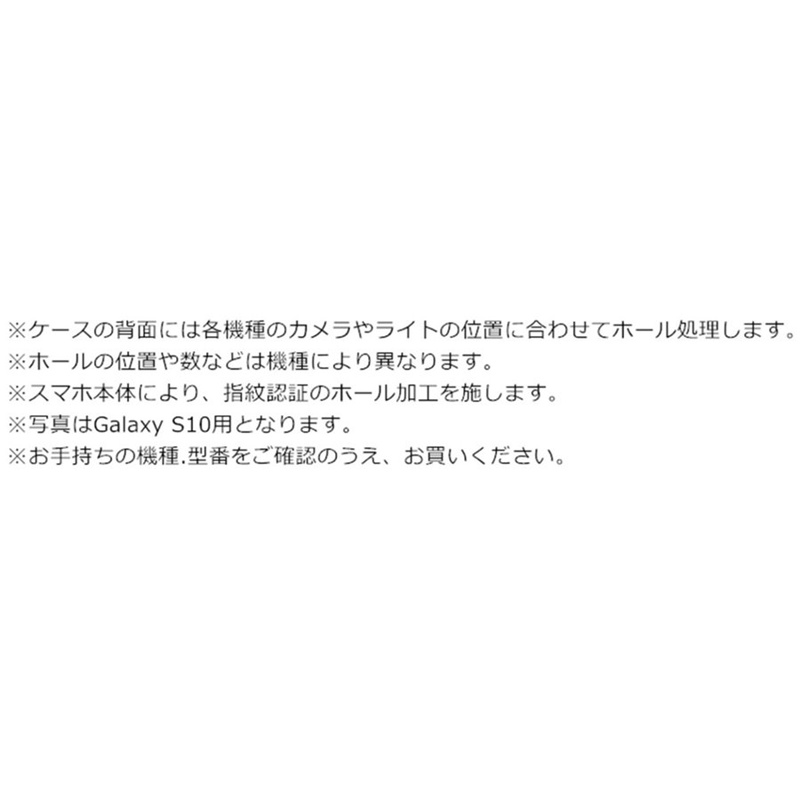 ※ケースの背面には各機種のカメラやライトの位置に合わせてホール処理します。
※ホールの位置や数などは機種により異なります。
※スマホ本体により、指紋認証のホール加工を施します。
※写真はGalaxy S10用となります。
※お手持ちの機種.型番をご確認のうえ、お買いください。